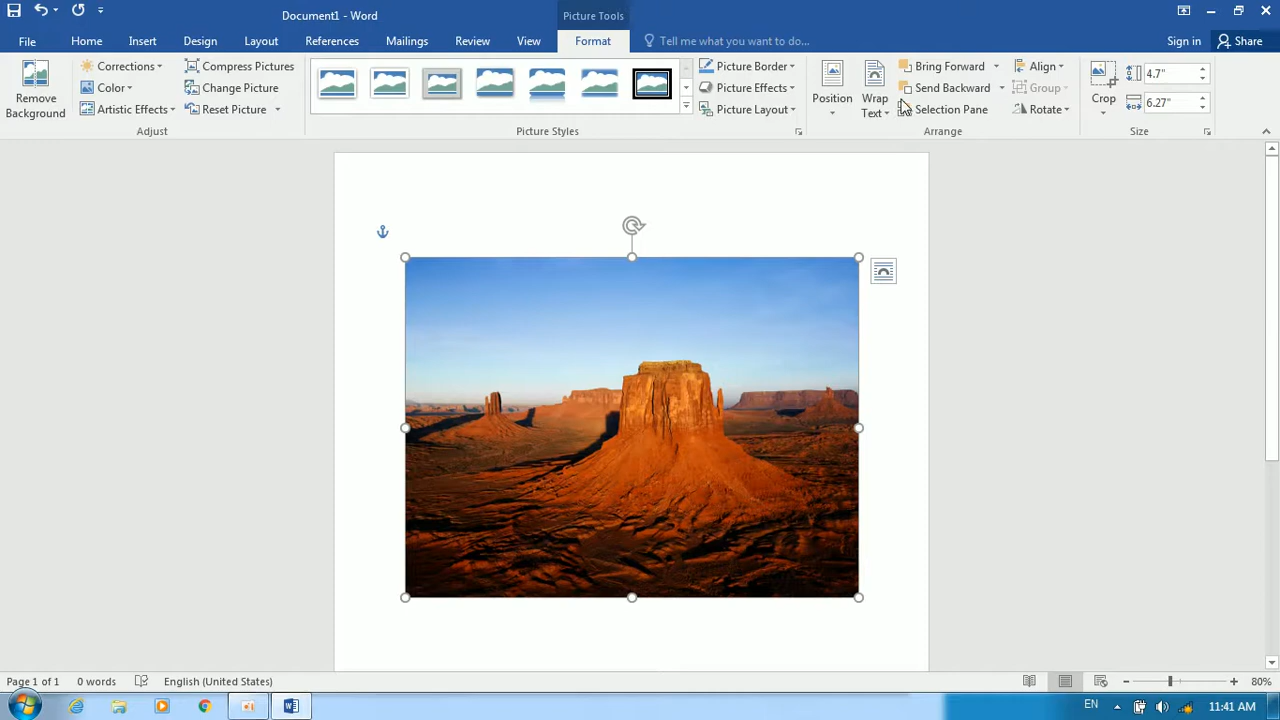 Document1 - Word
Picture Tools
File
Home
Insert
Design
Layout
References
Mailings
Review
View
Format
Tell me what you want to do...
Sign in
Share
Remove
Background
Corrections
Color
Artistic Effects
Compress Pictures
Change Picture
Reset Picture
Adjust
Picture Styles
Picture Border
Picture Effects
Picture Layout
Position
Wrap
Text
Bring Forward
Send Backward
Selection Pane
Align
Group
Rotate
Arrange
Crop
4.7"
6.27"
Size
Page 1 of 1
0 words
English (United States)
80%
EN
11:41 AM